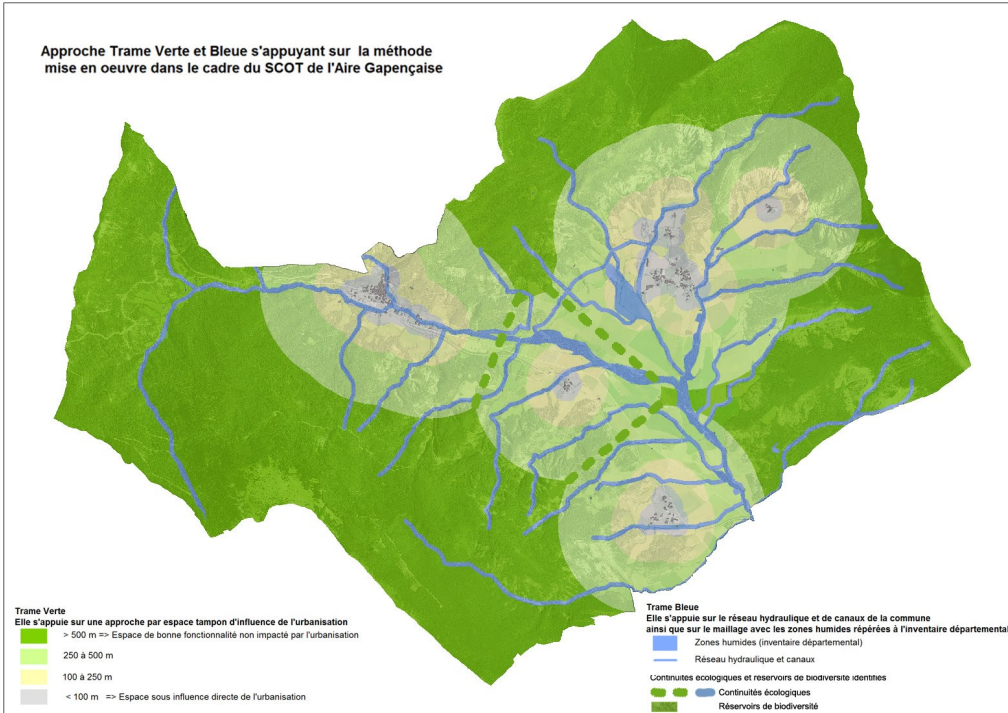 Approche Trame Verte et Bleue s'appuyant sur la méthode
mise en oeuvre dans le cadre du SCOT de l'Aire Gapençaise
Trame Verte
Elle s'appuie sur une approche par espace tampon d'influence de l'urbanisation
> 500 m => Espace de bonne fonctionnalité non impacté par l'urbanisation
250 à 500 m
100 à 250 m
< 100 m => Espace sous influence directe de l'urbanisation
Trame Bleue
Elle s'appuie sur le réseau hydraulique et de canaux de la commune
ainsi que sur le maillage avec les zones humides répérées à l'inventaire départemental
Zones humides (inventaire départemental)
Réseau hydraulique et canaux
Continuités écologiques et réservoirs de biodiversité identifiés
Continuités écologiques
Réservoirs de biodiversité